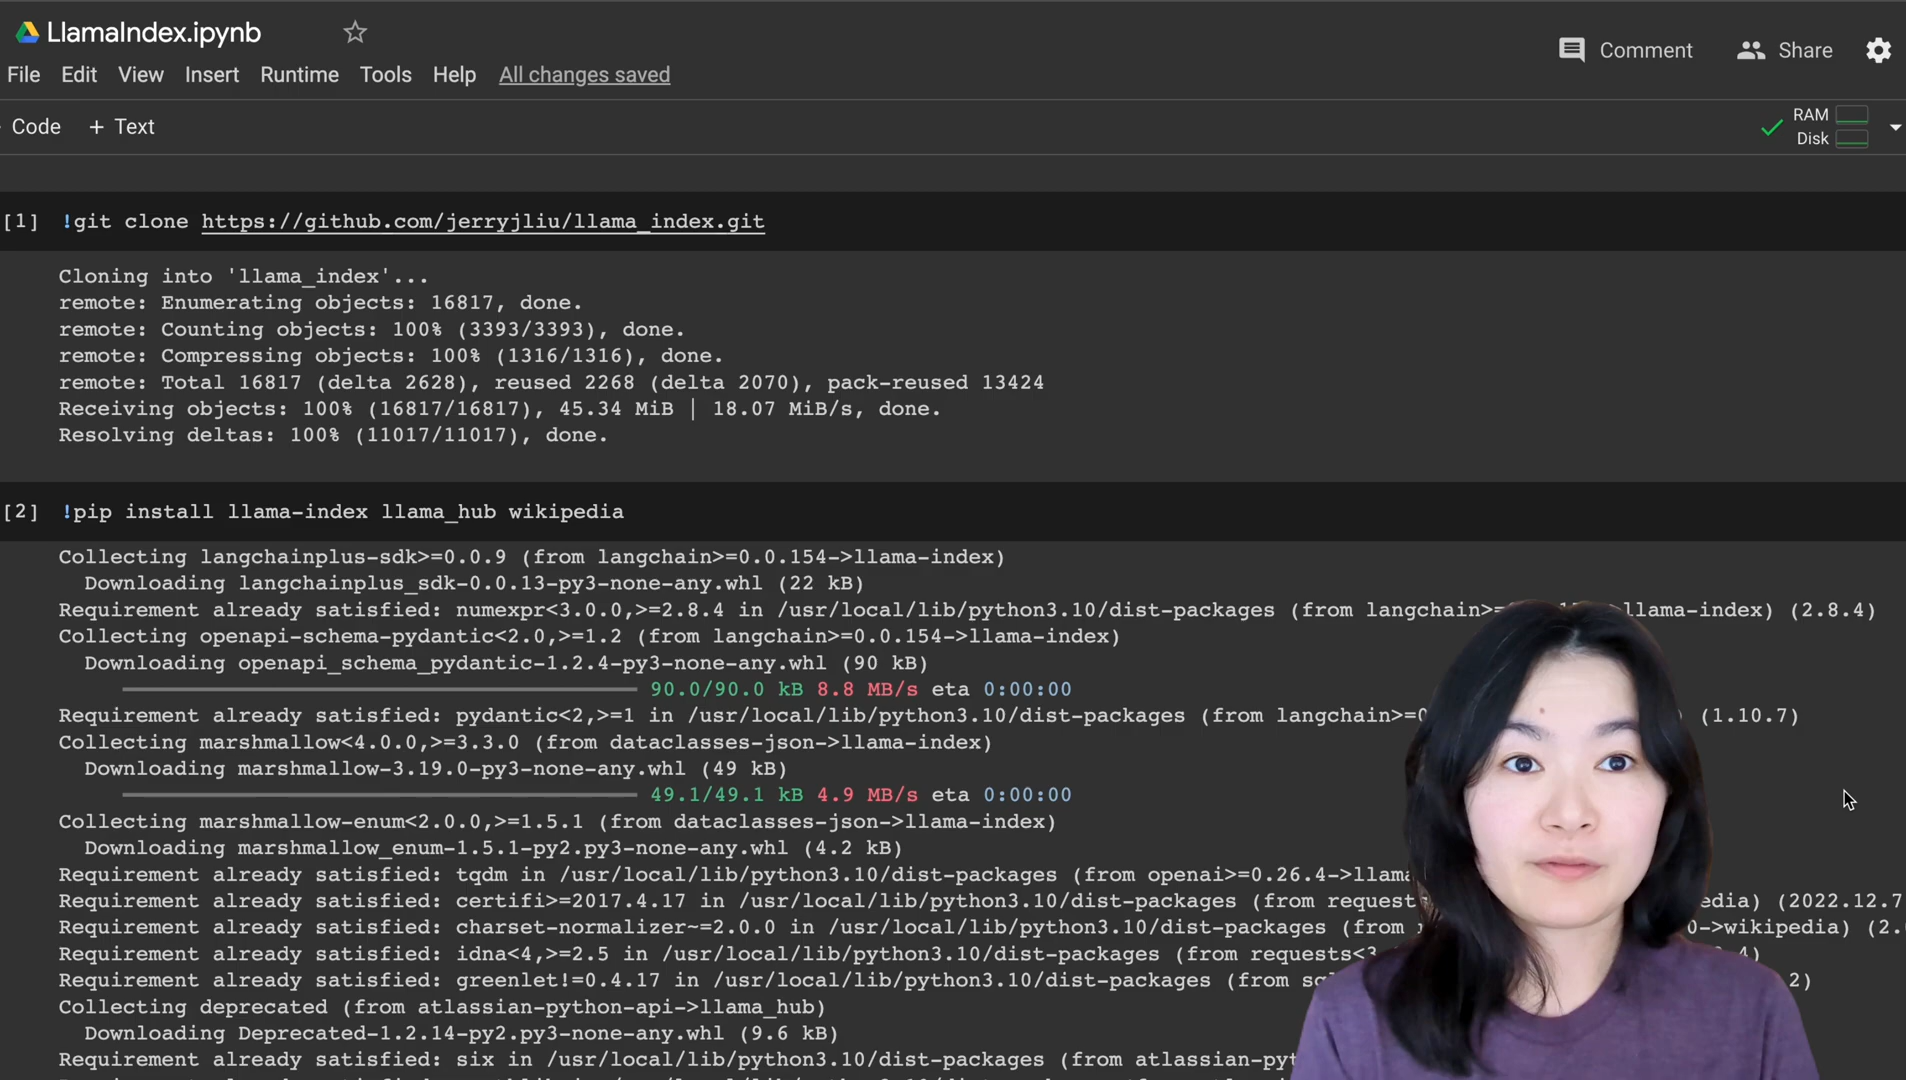 LlamaIndex.ipynb
Comment Share
File Edit View Insert Runtime Tools Help All changes saved
Code + Text
RAM
Disk
[1] !git clone https://github.com/jerryjliu/llama_index.git
Cloning into 'llama_index'...
remote: Enumerating objects: 16817, done.
remote: Counting objects: 100% (3393/3393), done.
remote: Compressing objects: 100% (1316/1316), done.
remote: Total 16817 (delta 2628), reused 2268 (delta 2070), pack-reused 13424
Receiving objects: 100% (16817/16817), 45.34 MiB | 18.07 MiB/s, done.
Resolving deltas: 100% (11017/11017), done.
[2] !pip install llama-index llama_hub wikipedia
Collecting langchainplus-sdk>=0.0.9 (from langchain>=0.0.154->llama-index)
Downloading langchainplus_sdk-0.0.13-py3-none-any.whl (22 kB)
Requirement already satisfied: numexpr<3.0.0,>=2.8.4 in /usr/local/lib/python3.10/dist-packages (from langchain>= llama-index) (2.8.4)
Collecting openapi-schema-pydantic<2.0,>=1.2 (from langchain>=0.0.154->llama-index)
Downloading openapi_schema_pydantic-1.2.4-py3-none-any.whl (90 kB)
90.0/90.0 kB 8.8 MB/s eta 0:00:00
Requirement already satisfied: pydantic<2,>=1 in /usr/local/lib/python3.10/dist-packages (from langchain>=0 ) (1.10.7)
Collecting marshmallow<4.0.0,>=3.3.0 (from dataclasses-json->llama-index)
Downloading marshmallow-3.19.0-py3-none-any.whl (49 kB)
49.1/49.1 kB 4.9 MB/s eta 0:00:00
Collecting marshmallow-enum<2.0.0,>=1.5.1 (from dataclasses-json->llama-index)
Downloading marshmallow_enum-1.5.1-py2.py3-none-any.whl (4.2 kB)
Requirement already satisfied: tqdm in /usr/local/lib/python3.10/dist-packages (from openai>=0.26.4->llama
Requirement already satisfied: certifi>=2017.4.17 in /usr/local/lib/python3.10/dist-packages (from requests edia) (2022.12.7
Requirement already satisfied: charset-normalizer~=2.0.0 in /usr/local/lib/python3.10/dist-packages (from 0->wikipedia) (2.
Requirement already satisfied: idna<4,>=2.5 in /usr/local/lib/python3.10/dist-packages (from requests<3 4)
Requirement already satisfied: greenlet!=0.4.17 in /usr/local/lib/python3.10/dist-packages (from sq 2)
Collecting deprecated (from atlassian-python-api->llama_hub)
Downloading Deprecated-1.2.14-py2.py3-none-any.whl (9.6 kB)
Requirement already satisfied: six in /usr/local/lib/python3.10/dist-packages (from atlassian-pyt